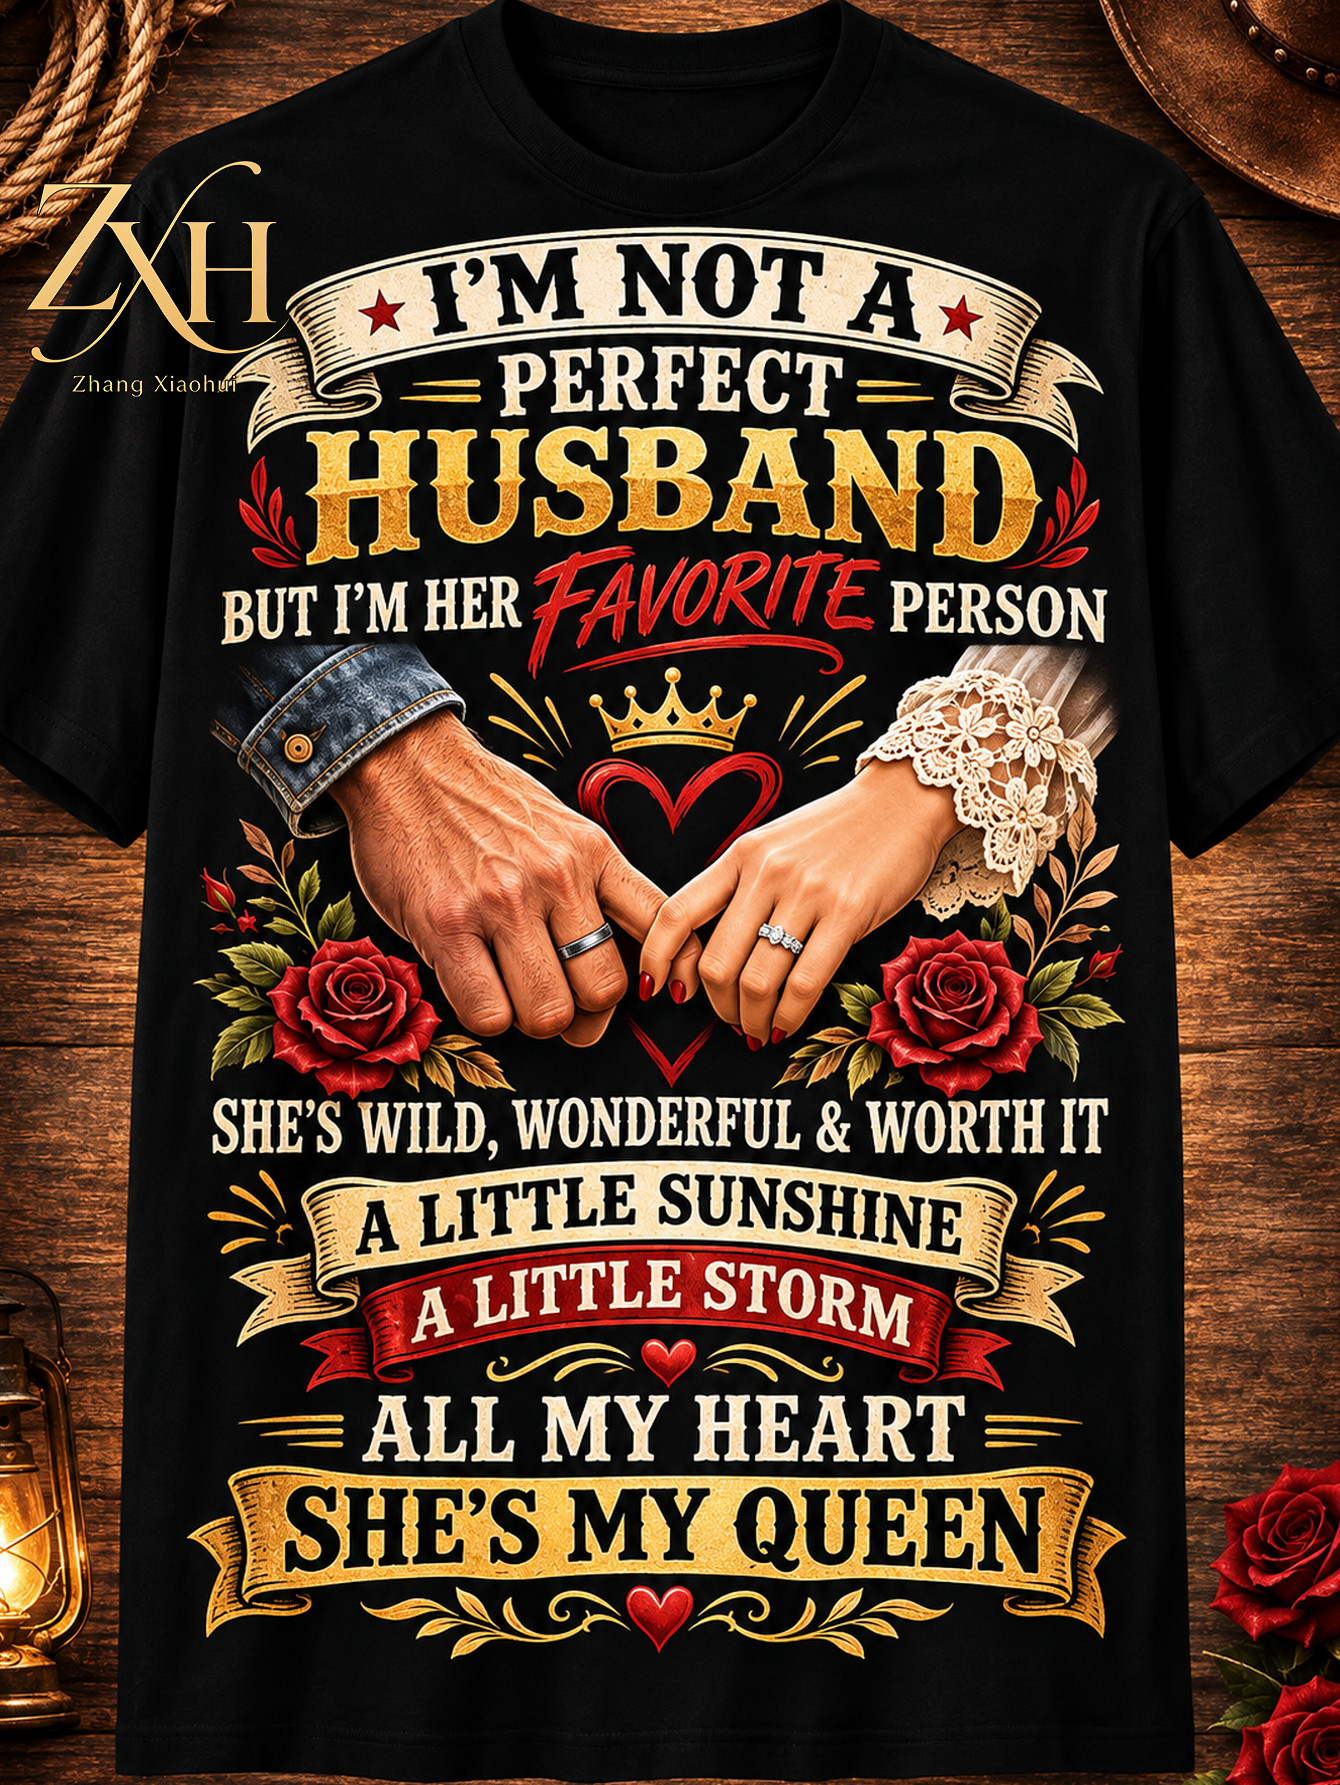 ZXH
Zhang Xiaohui
I'M NOT A
PERFECT
HUSBAND
BUT I'M HER FAVORITE PERSON
SHE'S WILD, WONDERFUL & WORTH IT
A LITTLE SUNSHINE
A LITTLE STORM
ALL MY HEART
SHE'S MY QUEEN